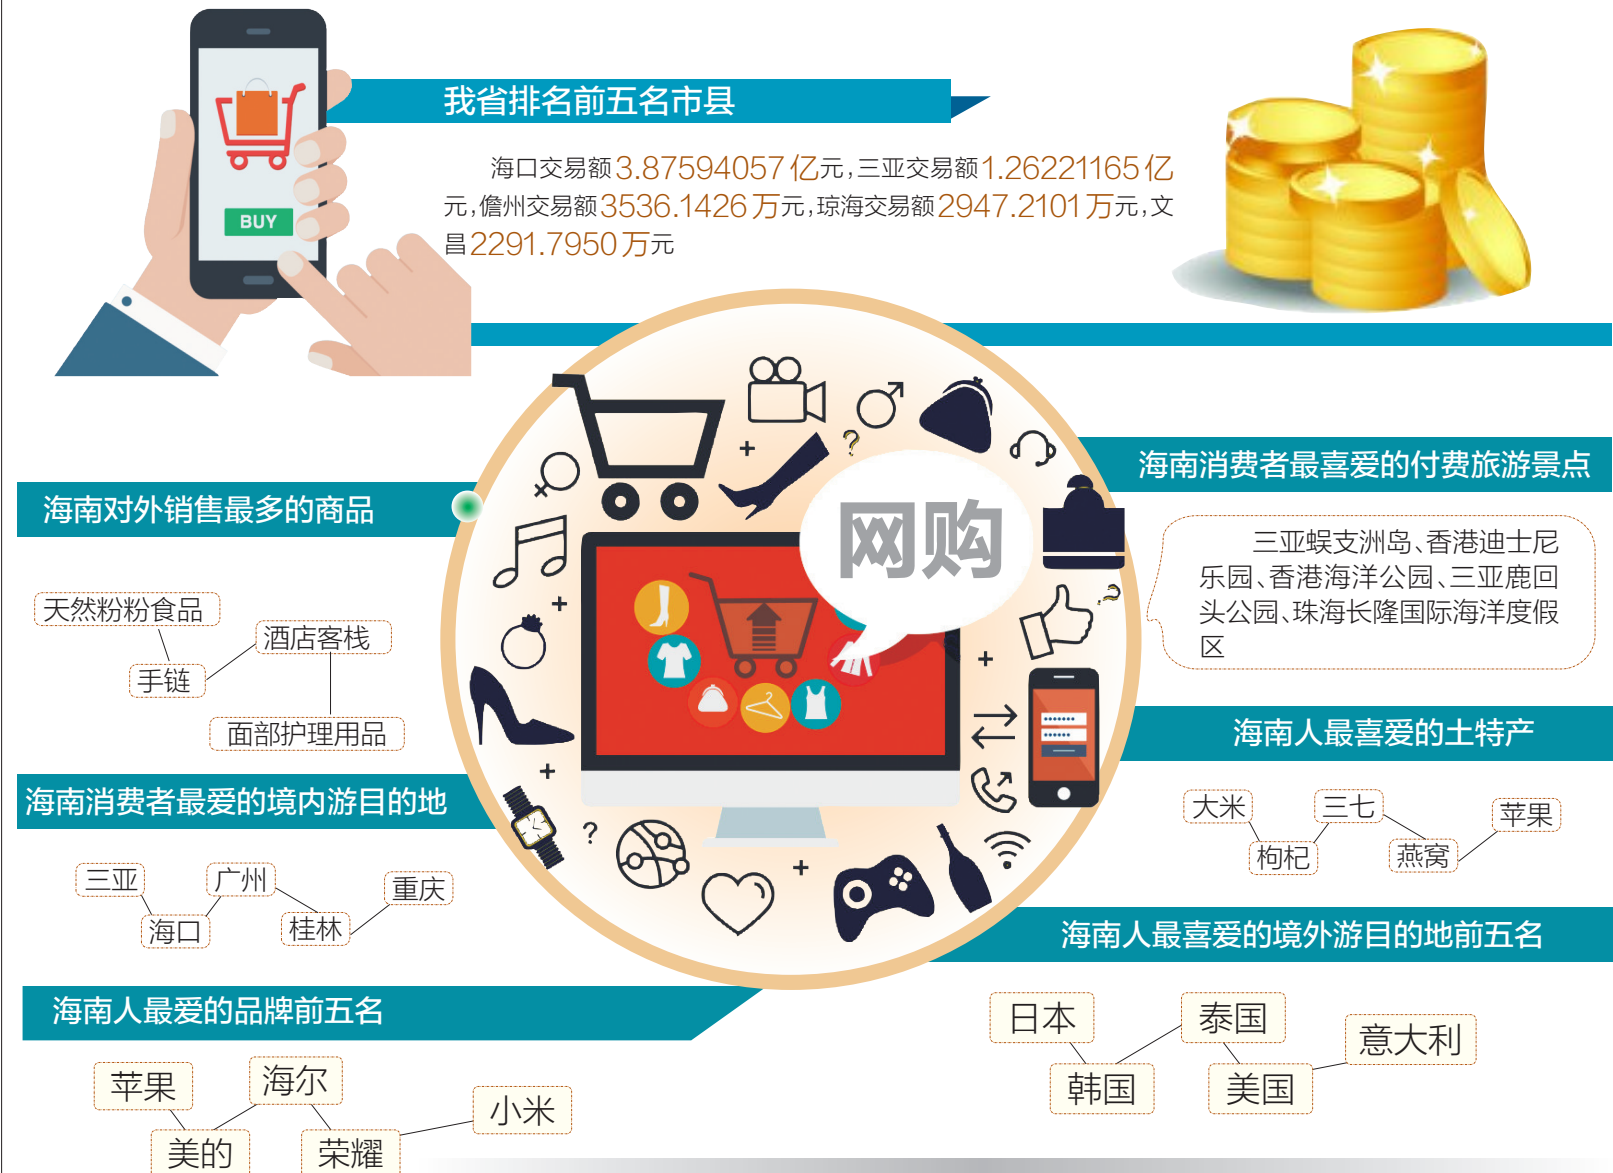 我省排名前五名市县
海口交易额3.87594057亿元,三亚交易额1.26221165亿
元,儋州交易额3536.1426万元,琼海交易额2947.2101万元,文
昌2291.7950万元
BUY
网购
海南对外销售最多的商品
天然粉粉食品
手链
酒店客栈
面部护理用品
海南消费者最爱的境内游目的地
三亚
海口
广州
桂林
重庆
海南人最爱的品牌前五名
苹果
美的
海尔
荣耀
小米
海南消费者最喜爱的付费旅游景点
三亚蜈支洲岛、香港迪士尼
乐园、香港海洋公园、三亚鹿回
头公园、珠海长隆国际海洋度假
区
海南人最喜爱的土特产
大米
枸杞
三七
燕窝
苹果
海南人最喜爱的境外游目的地前五名
日本
韩国
泰国
美国
意大利